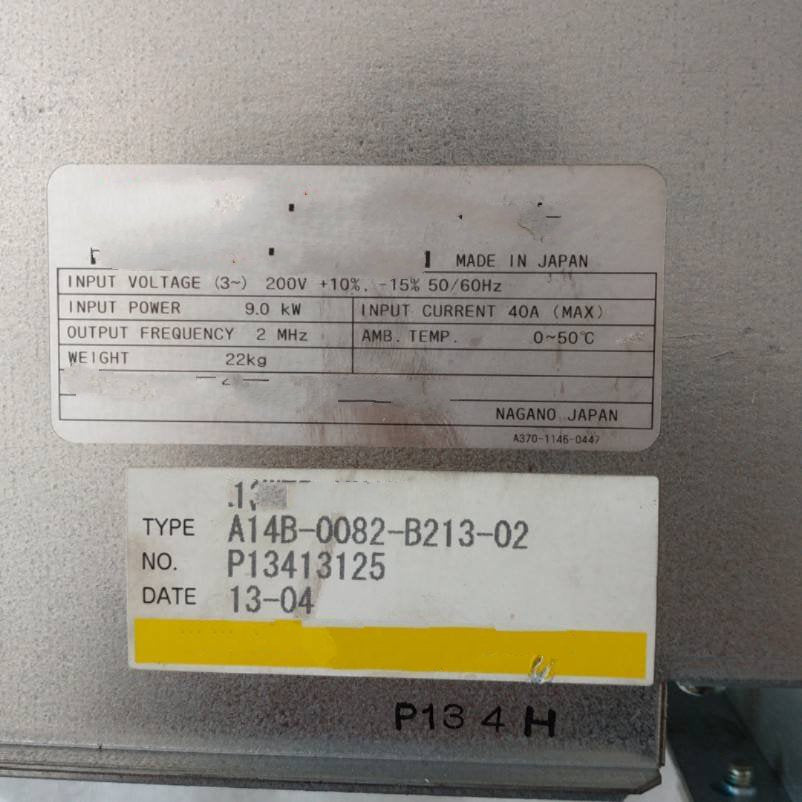 MADE IN JAPAN
INPUT VOLTAGE (3~) 200V +10%. -15% 50/60Hz
INPUT POWER 9.0 kW INPUT CURRENT 40A (MAX)
OUTPUT FREQUENCY 2 MHz AMB. TEMP. 0~50℃
WEIGHT 22kg
NAGANO JAPAN
A370-1146-0447
TYPE A14B-0082-B213-02
NO. P13413125
DATE 13-04
P134H